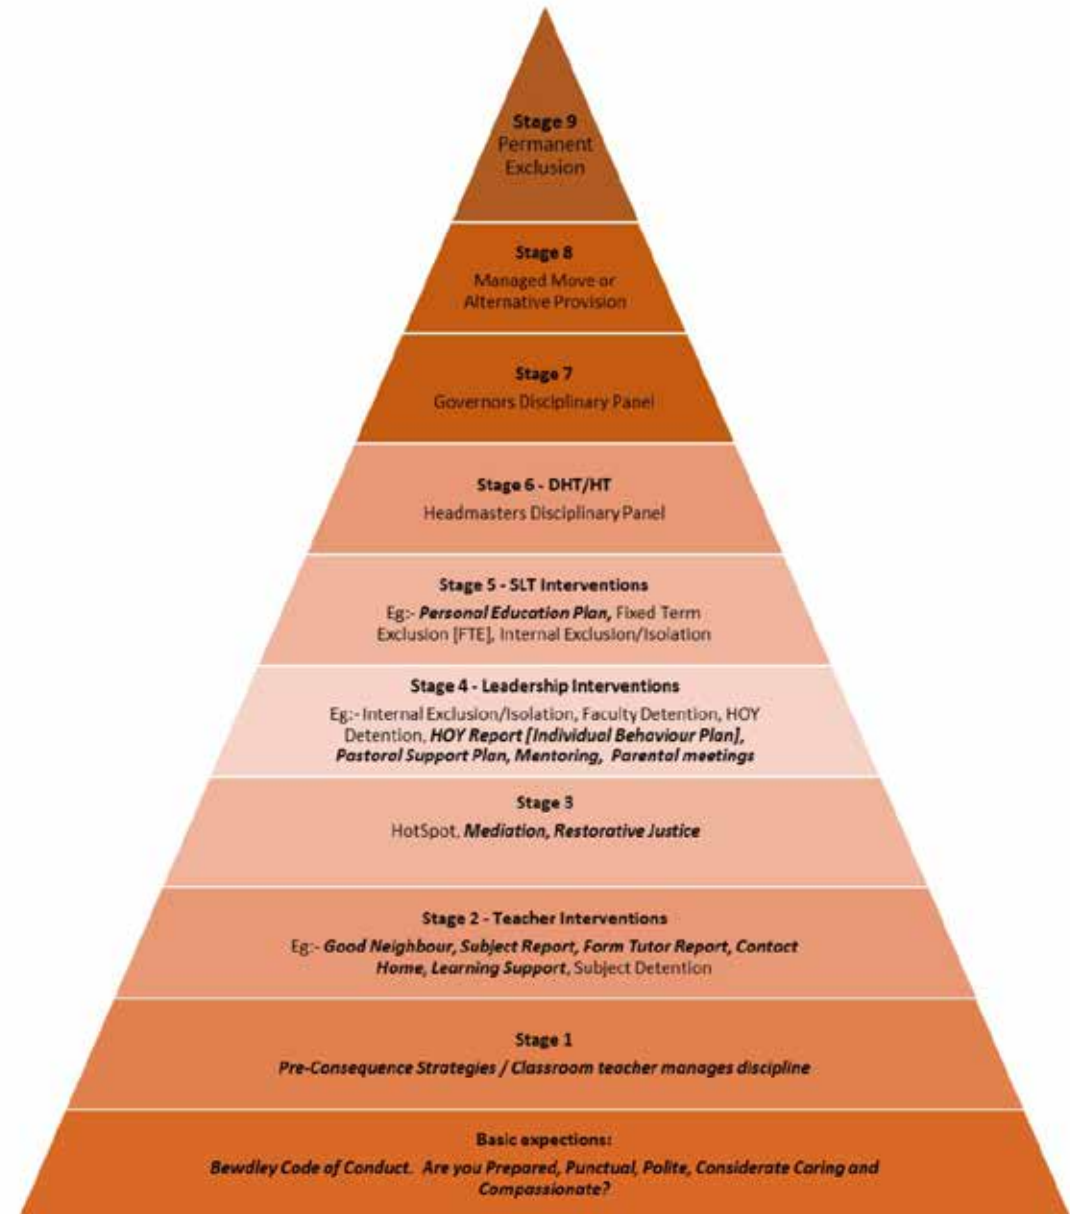 Stage 9
Permanent
Exclusion
Stage 8
Managed Move or
Alternative Provision
Stage 7
Governors Disciplinary Panel
Stage 6 - DHT/HT
Headmasters Disciplinary Panel
Stage 5 - SLT Interventions
Eg:- Personal Education Plan, Fixed Term
Exclusion [FTE], Internal Exclusion/Isolation
Stage 4 - Leadership Interventions
Eg:- Internal Exclusion/Isolation, Faculty Detention, HOY
Detention, HOY Report [Individual Behaviour Plan],
Pastoral Support Plan, Mentoring, Parental meetings
Stage 3
HotSpot, Mediation, Restorative Justice
Stage 2 - Teacher Interventions
Eg:- Good Neighbour, Subject Report, Form Tutor Report, Contact
Home, Learning Support, Subject Detention
Stage 1
Pre-Consequence Strategies / Classroom teacher manages discipline
Basic expections:
Bewdley Code of Conduct. Are you Prepared, Punctual, Polite, Considerate Caring and
Compassionate?